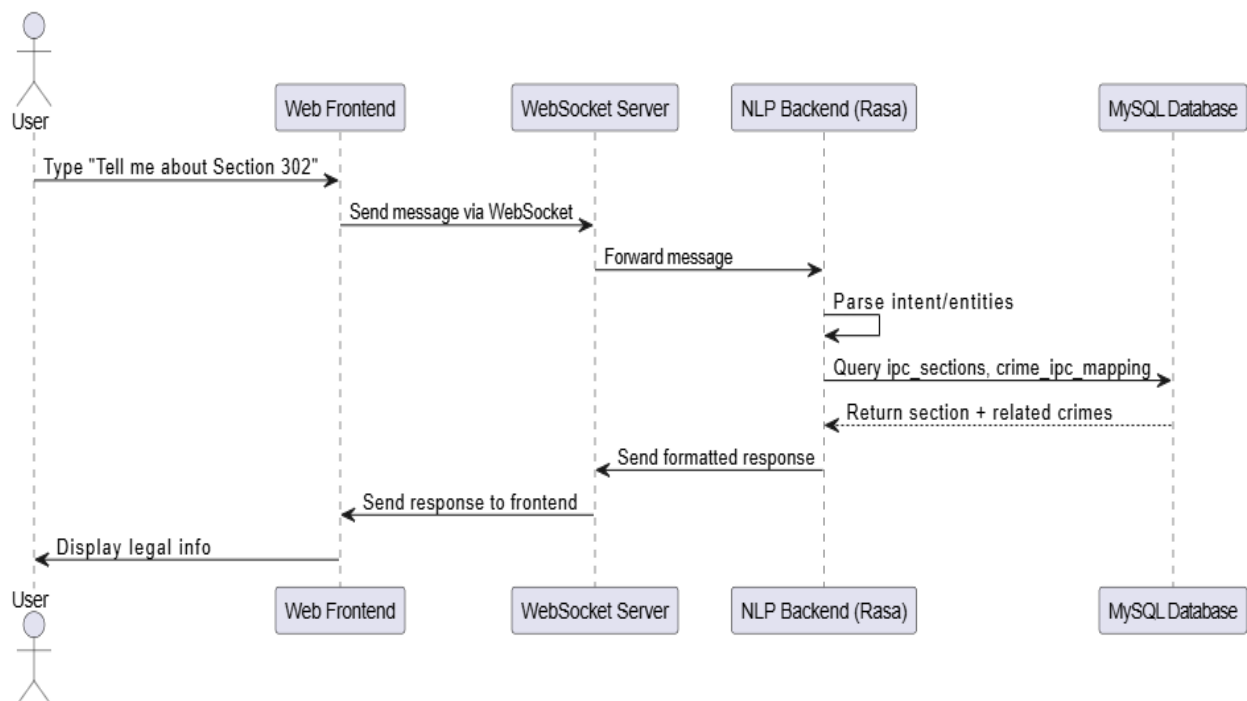 User
Web Frontend
WebSocket Server
NLP Backend (Rasa)
MySQL Database
Type "Tell me about Section 302"
Send message via WebSocket
Forward message
Parse intent/entities
Query ipc_sections, crime_ipc_mapping
Return section + related crimes
Send formatted response
Send response to frontend
Display legal info
User
Web Frontend
WebSocket Server
NLP Backend (Rasa)
MySQL Database